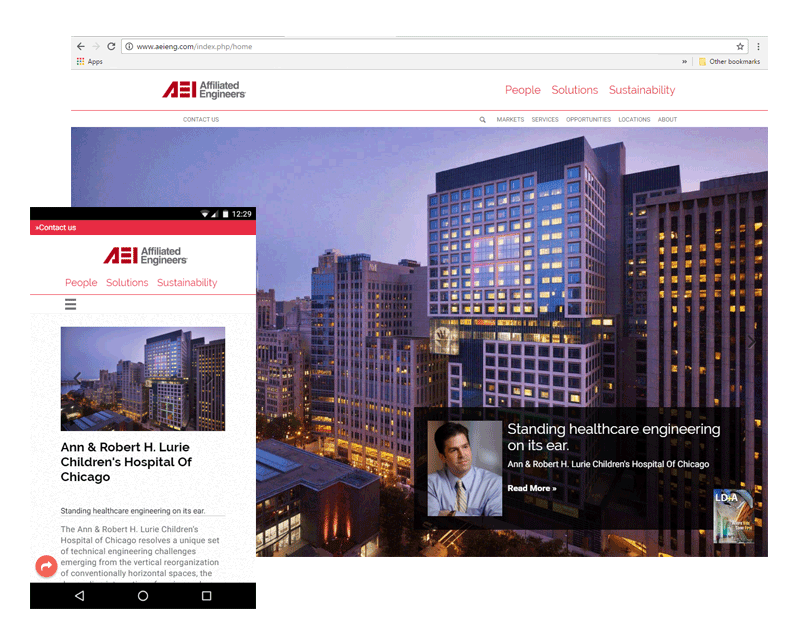 www.aeieng.com/index.php/home
Apps
»
Other bookmarks
AEI Affiliated
Engineers
People Solutions Sustainability
CONTACT US
MARKETS SERVICES OPPORTUNITIES LOCATIONS ABOUT
Standing healthcare engineering
on its ear.
Ann & Robert H. Lurie Children's Hospital Of Chicago
Read More »
12:29
»Contact us
AEI Affiliated
Engineers
People Solutions Sustainability
Ann & Robert H. Lurie
Children's Hospital Of
Chicago
Standing healthcare engineering on its ear.
The Ann & Robert H. Lurie Children's
Hospital of Chicago resolves a unique set
of technical engineering challenges
emerging from the vertical reorganization
of conventionally horizontal spaces, the